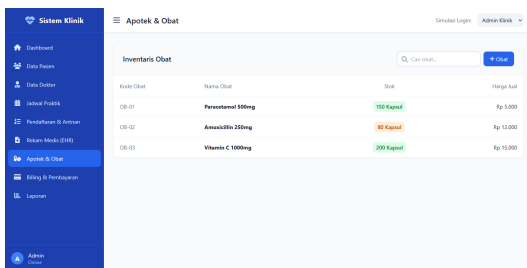 Sistem Klinik
Apotek & Obat
Simulasi Login:
Admin Klinik
Dashboard
Data Pasien
Data Dokter
Jadwal Praktik
Pendaftaran & Antrian
Rekam Medis (EHR)
Apotek & Obat
Billing & Pembayaran
Laporan
A
Admin
Online
Inventaris Obat
Cari obat...
+ Obat
Kode Obat Nama Obat Stok Harga Jual
OB-01 Paracetamol 500mg 150 Kapsul Rp 5.000
OB-02 Amoxicillin 250mg 80 Kapsul Rp 12.000
OB-03 Vitamin C 1000mg 200 Kapsul Rp 15.000